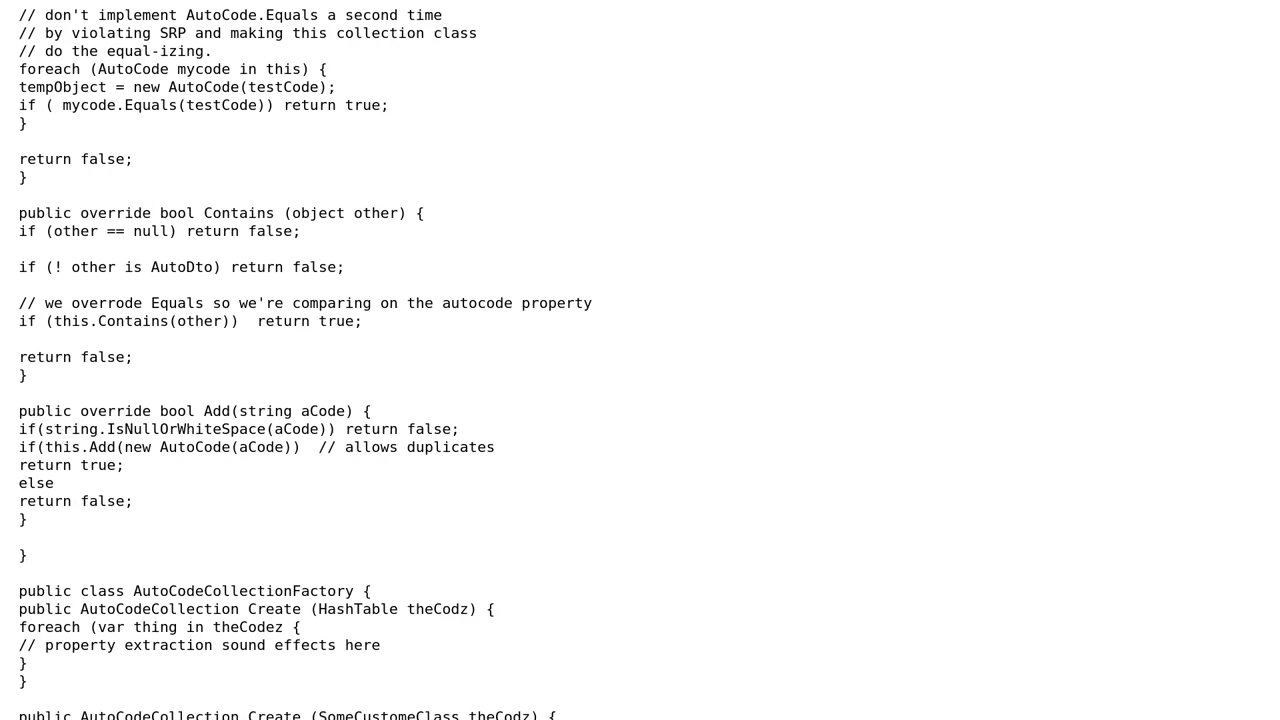 // don't implement AutoCode.Equals a second time
// by violating SRP and making this collection class
// do the equal-izing.
foreach (AutoCode mycode in this) {
tempObject = new AutoCode(testCode);
if ( mycode.Equals(testCode)) return true;
}
return false;
}
public override bool Contains (object other) {
if (other == null) return false;
if (! other is AutoDto) return false;
// we overrode Equals so we're comparing on the autocode property
if (this.Contains(other))  return true;
return false;
}
public override bool Add(string aCode) {
if(string.IsNullOrWhiteSpace(aCode)) return false;
if(this.Add(new AutoCode(aCode))  // allows duplicates
return true;
else
return false;
}
}
public class AutoCodeCollectionFactory {
public AutoCodeCollection Create (HashTable theCodz) {
foreach (var thing in theCodez {
// property extraction sound effects here
}
}
public AutoCodeCollection Create (SomeCustomeClass theCodz) {